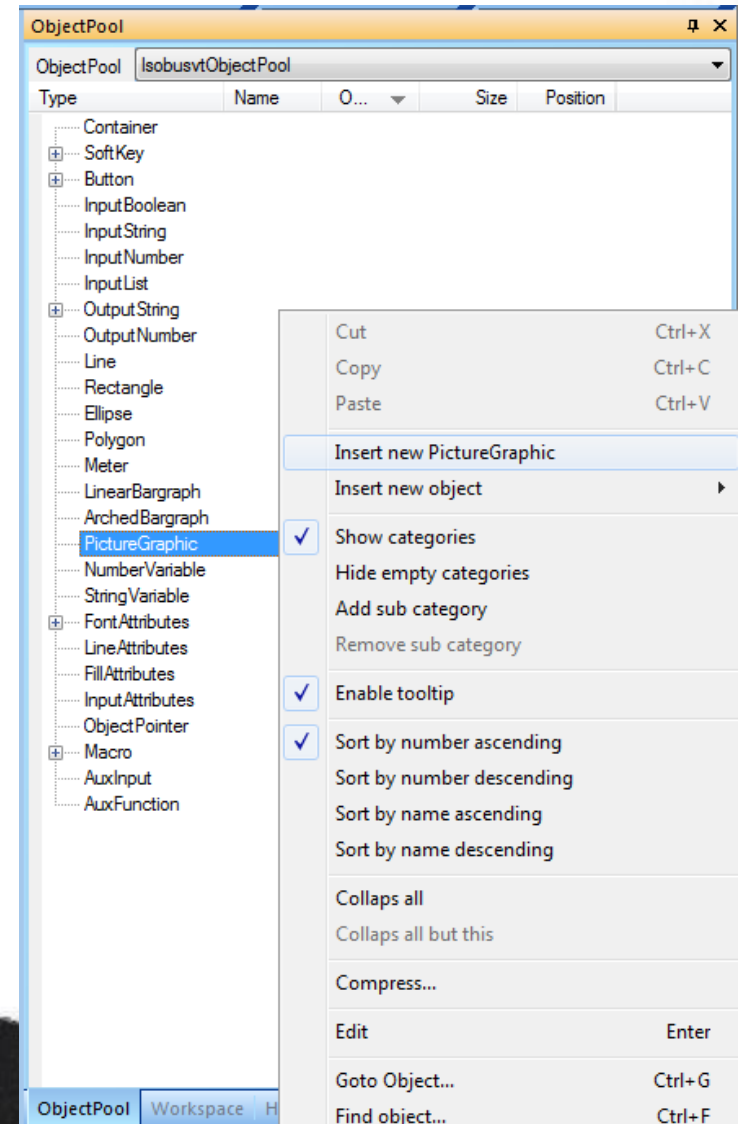 ObjectPool
ObjectPool IsobusvtObjectPool
Type Name O... Size Position
Container
SoftKey
Button
InputBoolean
InputString
InputNumber
InputList
OutputString
OutputNumber
Line
Rectangle
Ellipse
Polygon
Meter
LinearBargraph
ArchedBargraph
PictureGraphic
NumberVariable
StringVariable
FontAttributes
LineAttributes
FillAttributes
InputAttributes
ObjectPointer
Macro
AuxInput
AuxFunction
Cut Ctrl+X
Copy Ctrl+C
Paste Ctrl+V
Insert new PictureGraphic
Insert new object
Show categories
Hide empty categories
Add sub category
Remove sub category
Enable tooltip
Sort by number ascending
Sort by number descending
Sort by name ascending
Sort by name descending
Collaps all
Collaps all but this
Compress...
Edit Enter
Goto Object... Ctrl+G
Find object... Ctrl+F
ObjectPool Workspace H